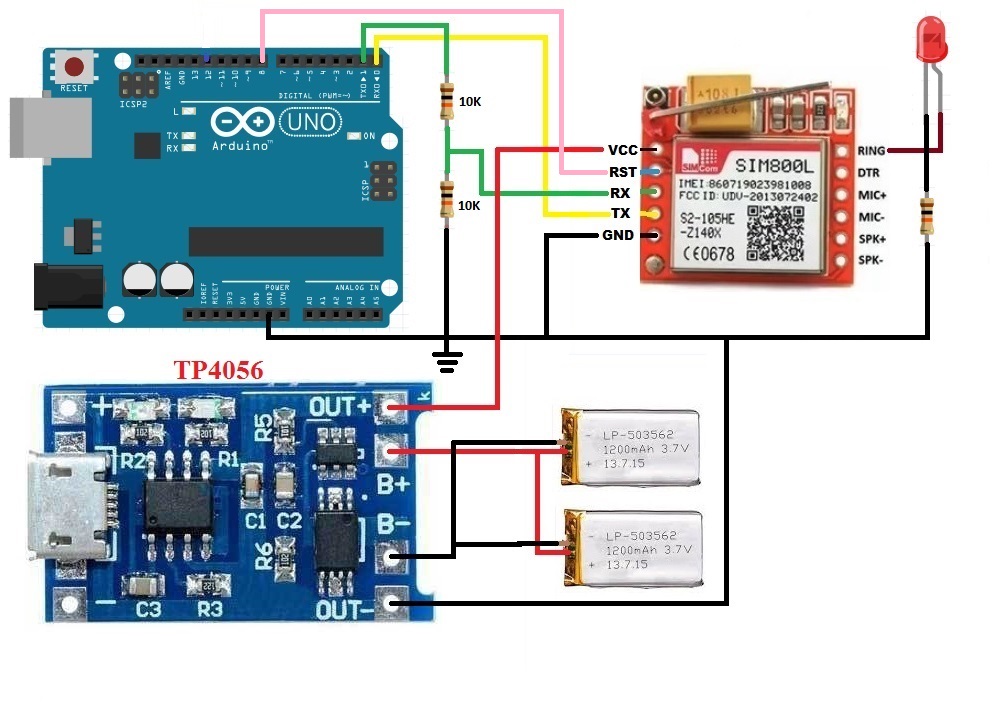 RESET
ICSP2
AREF
GND
13
12
~11
~10
~9
8
7
~6
~5
4
~3
2
TXD▶1
RXD◀0
DIGITAL (PWM=~)
L
TX
RX
UNO
ON
Arduino™
1
ICSP
IOREF
RESET
3V3
5V
GND
GND
VIN
POWER
A0
A1
A2
A3
A4
A5
ANALOG IN
10K
10K
VCC
RST
RX
TX
GND
SIMCom
SIM800L
IMEI:860719023981008
FCC ID: UDV-2013072402
S2-105HE
-Z140X
CE0678
RING
DTR
MIC+
MIC-
SPK+
SPK-
TP4056
+
R2
R1
R5
OUT+
k
B+
B-
C1
C2
R6
C3
R3
-
OUT-
- LP-503562
1200mAh 3.7V
+ 13.7.15
- LP-503562
1200mAh 3.7V
+ 13.7.15